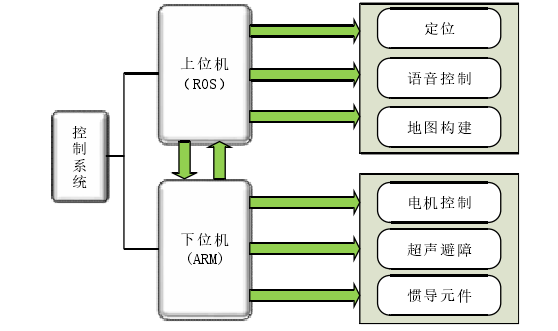 控制系统
上位机
（ROS）
定位
语音控制
地图构建
下位机
(ARM)
电机控制
超声避障
惯导元件